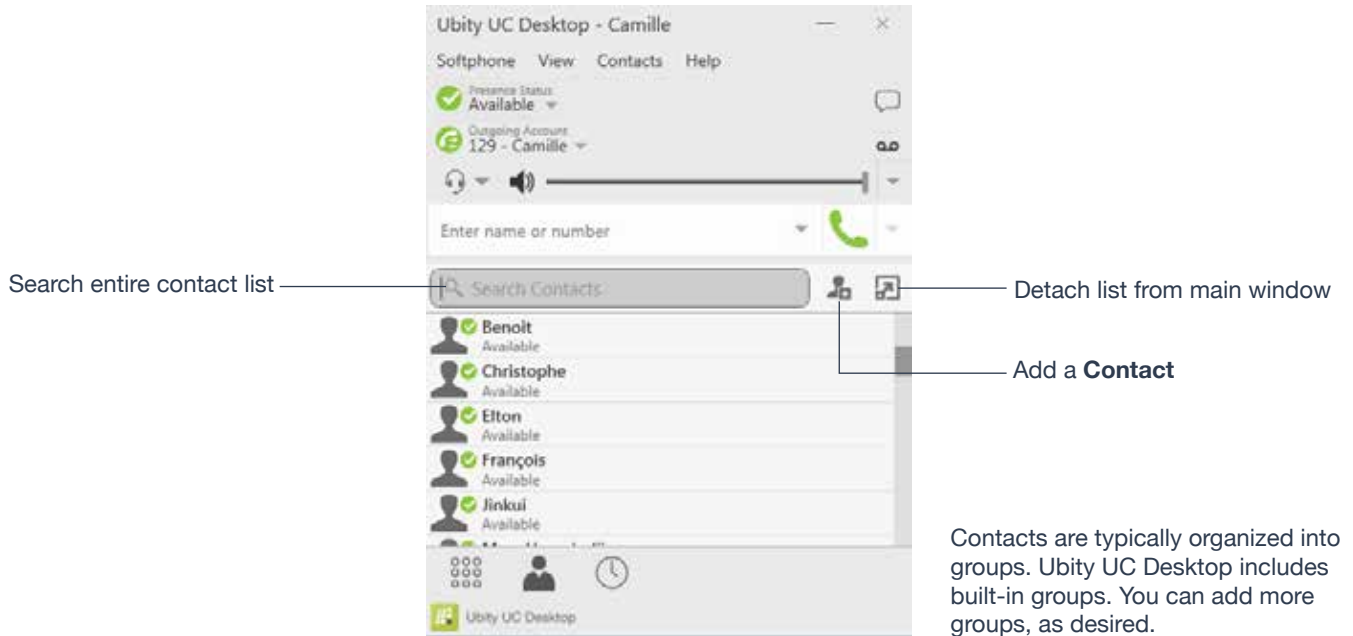 Ubity UC Desktop - Camille
Softphone View Contacts Help
Presence Status
Available
Outgoing Account
129 - Camille
Enter name or number
Search entire contact list
Search Contacts
Detach list from main window
Add a Contact
Benoit
Available
Christophe
Available
Elton
Available
François
Available
Jinkui
Available
Contacts are typically organized into
groups. Ubity UC Desktop includes
built-in groups. You can add more
groups, as desired.
Ubity UC Desktop